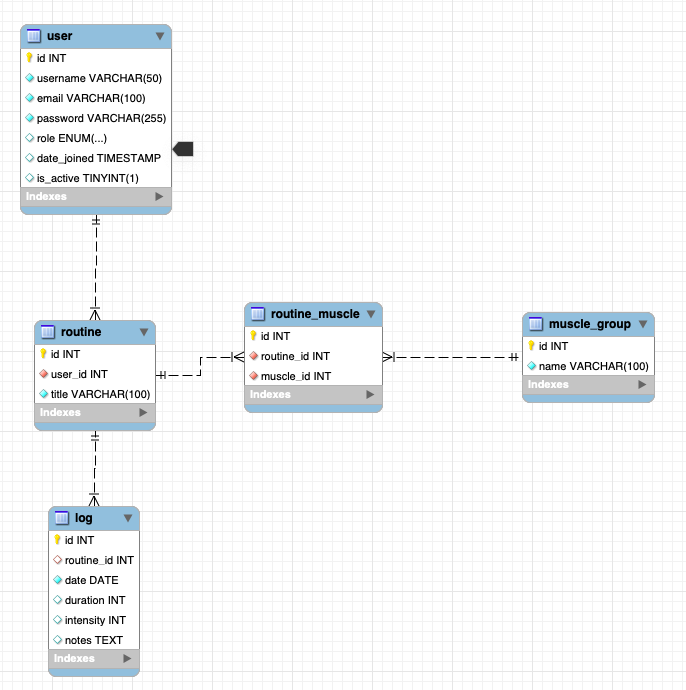 user
id INT
username VARCHAR(50)
email VARCHAR(100)
password VARCHAR(255)
role ENUM(...)
date_joined TIMESTAMP
is_active TINYINT(1)
Indexes
routine
id INT
user_id INT
title VARCHAR(100)
Indexes
routine_muscle
id INT
routine_id INT
muscle_id INT
Indexes
muscle_group
id INT
name VARCHAR(100)
Indexes
log
id INT
routine_id INT
date DATE
duration INT
intensity INT
notes TEXT
Indexes